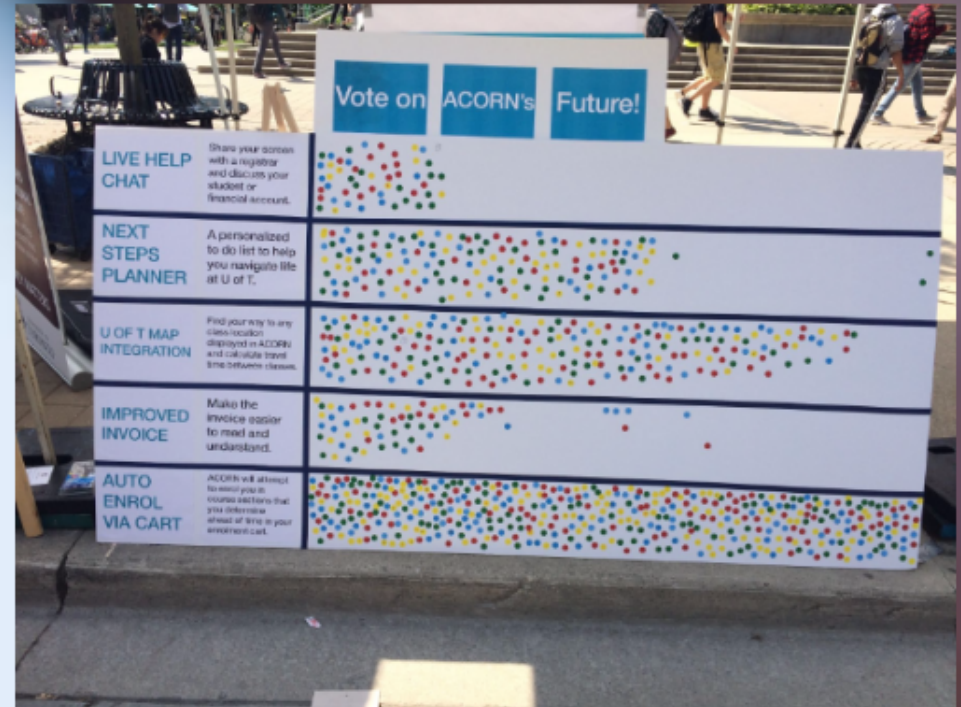 Vote on ACORN's Future!
LIVE HELP
CHAT
Share your screen
with a registrar
and discuss your
student or
financial account.
NEXT
STEPS
PLANNER
A personalized
to do list to help
you navigate life
at U of T.
U OF T MAP
INTEGRATION
Find your way to any
class location
displayed in ACORN
and calculate travel
time between classes.
IMPROVED
INVOICE
Make the
invoice easier
to read and
understand.
AUTO
ENROL
VIA CART
ACORN will attempt
to enrol you in
course sections that
you determine
ahead of time in your
enrolment cart.